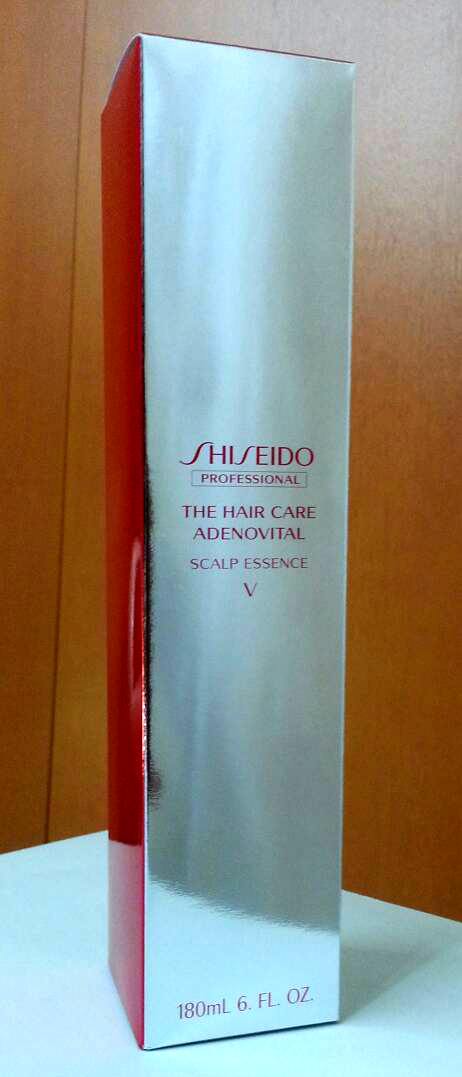 SHISEIDO
PROFESSIONAL
THE HAIR CARE
ADENOVITAL
SCALP ESSENCE
V
180mL 6. FL. OZ.